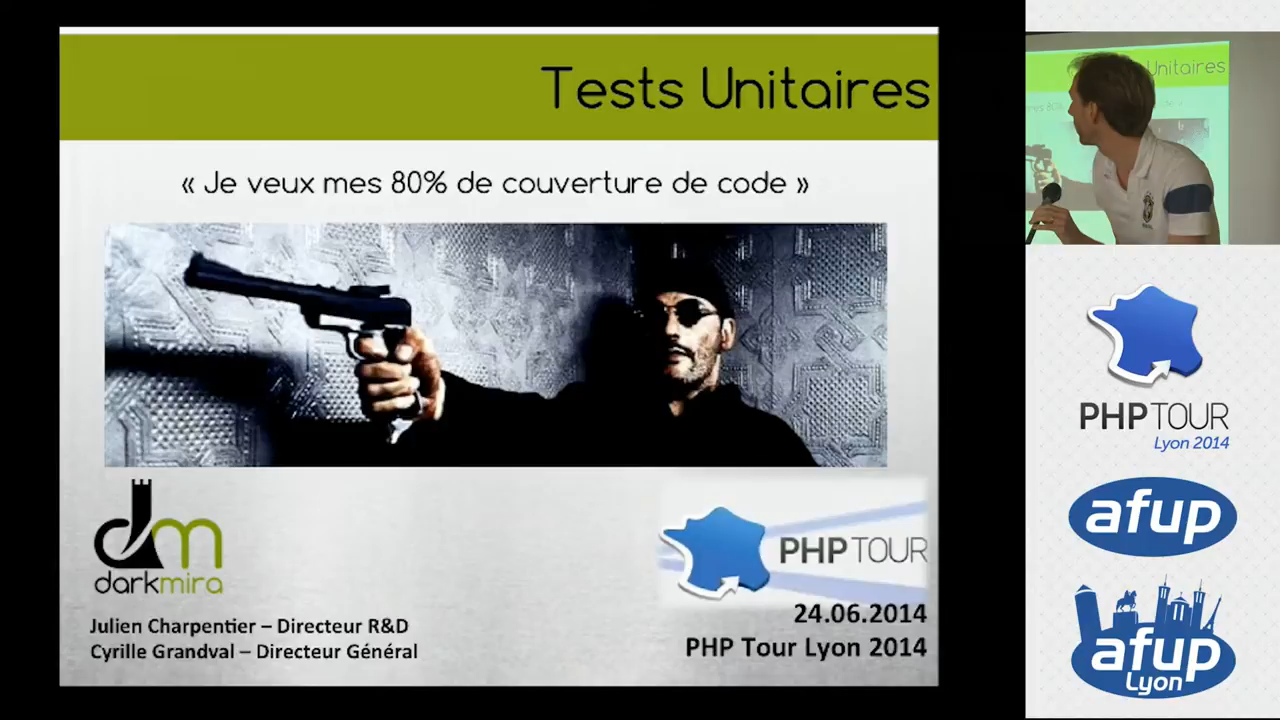 Tests Unitaires
« Je veux mes 80% de couverture de code »
darkmira
Julien Charpentier – Directeur R&D
Cyrille Grandval – Directeur Général
PHP TOUR
24.06.2014
PHP Tour Lyon 2014
Unitaires
PHP TOUR
Lyon 2014
afup
afup
Lyon